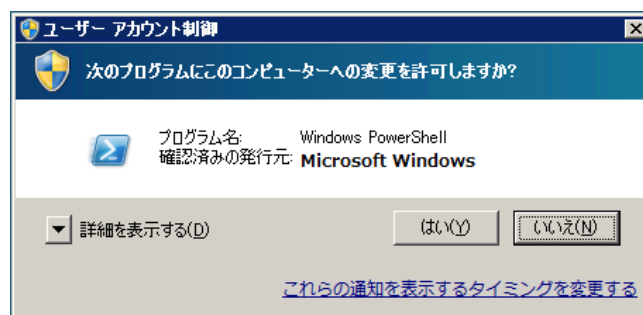 ユーザー アカウント制御
次のプログラムにこのコンピューターへの変更を許可しますか?
プログラム名: Windows PowerShell
確認済みの発行元: Microsoft Windows
詳細を表示する(D) はい(Y) いいえ(N)
これらの通知を表示するタイミングを変更する